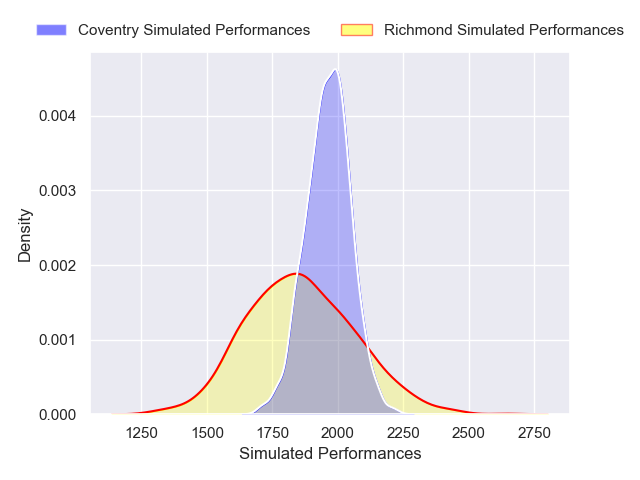 Coventry Simulated Performances
Richmond Simulated Performances
Density
0.004
0.003
0.002
0.001
0.000
1250 1500 1750 2000 2250 2500 2750
Simulated Performances